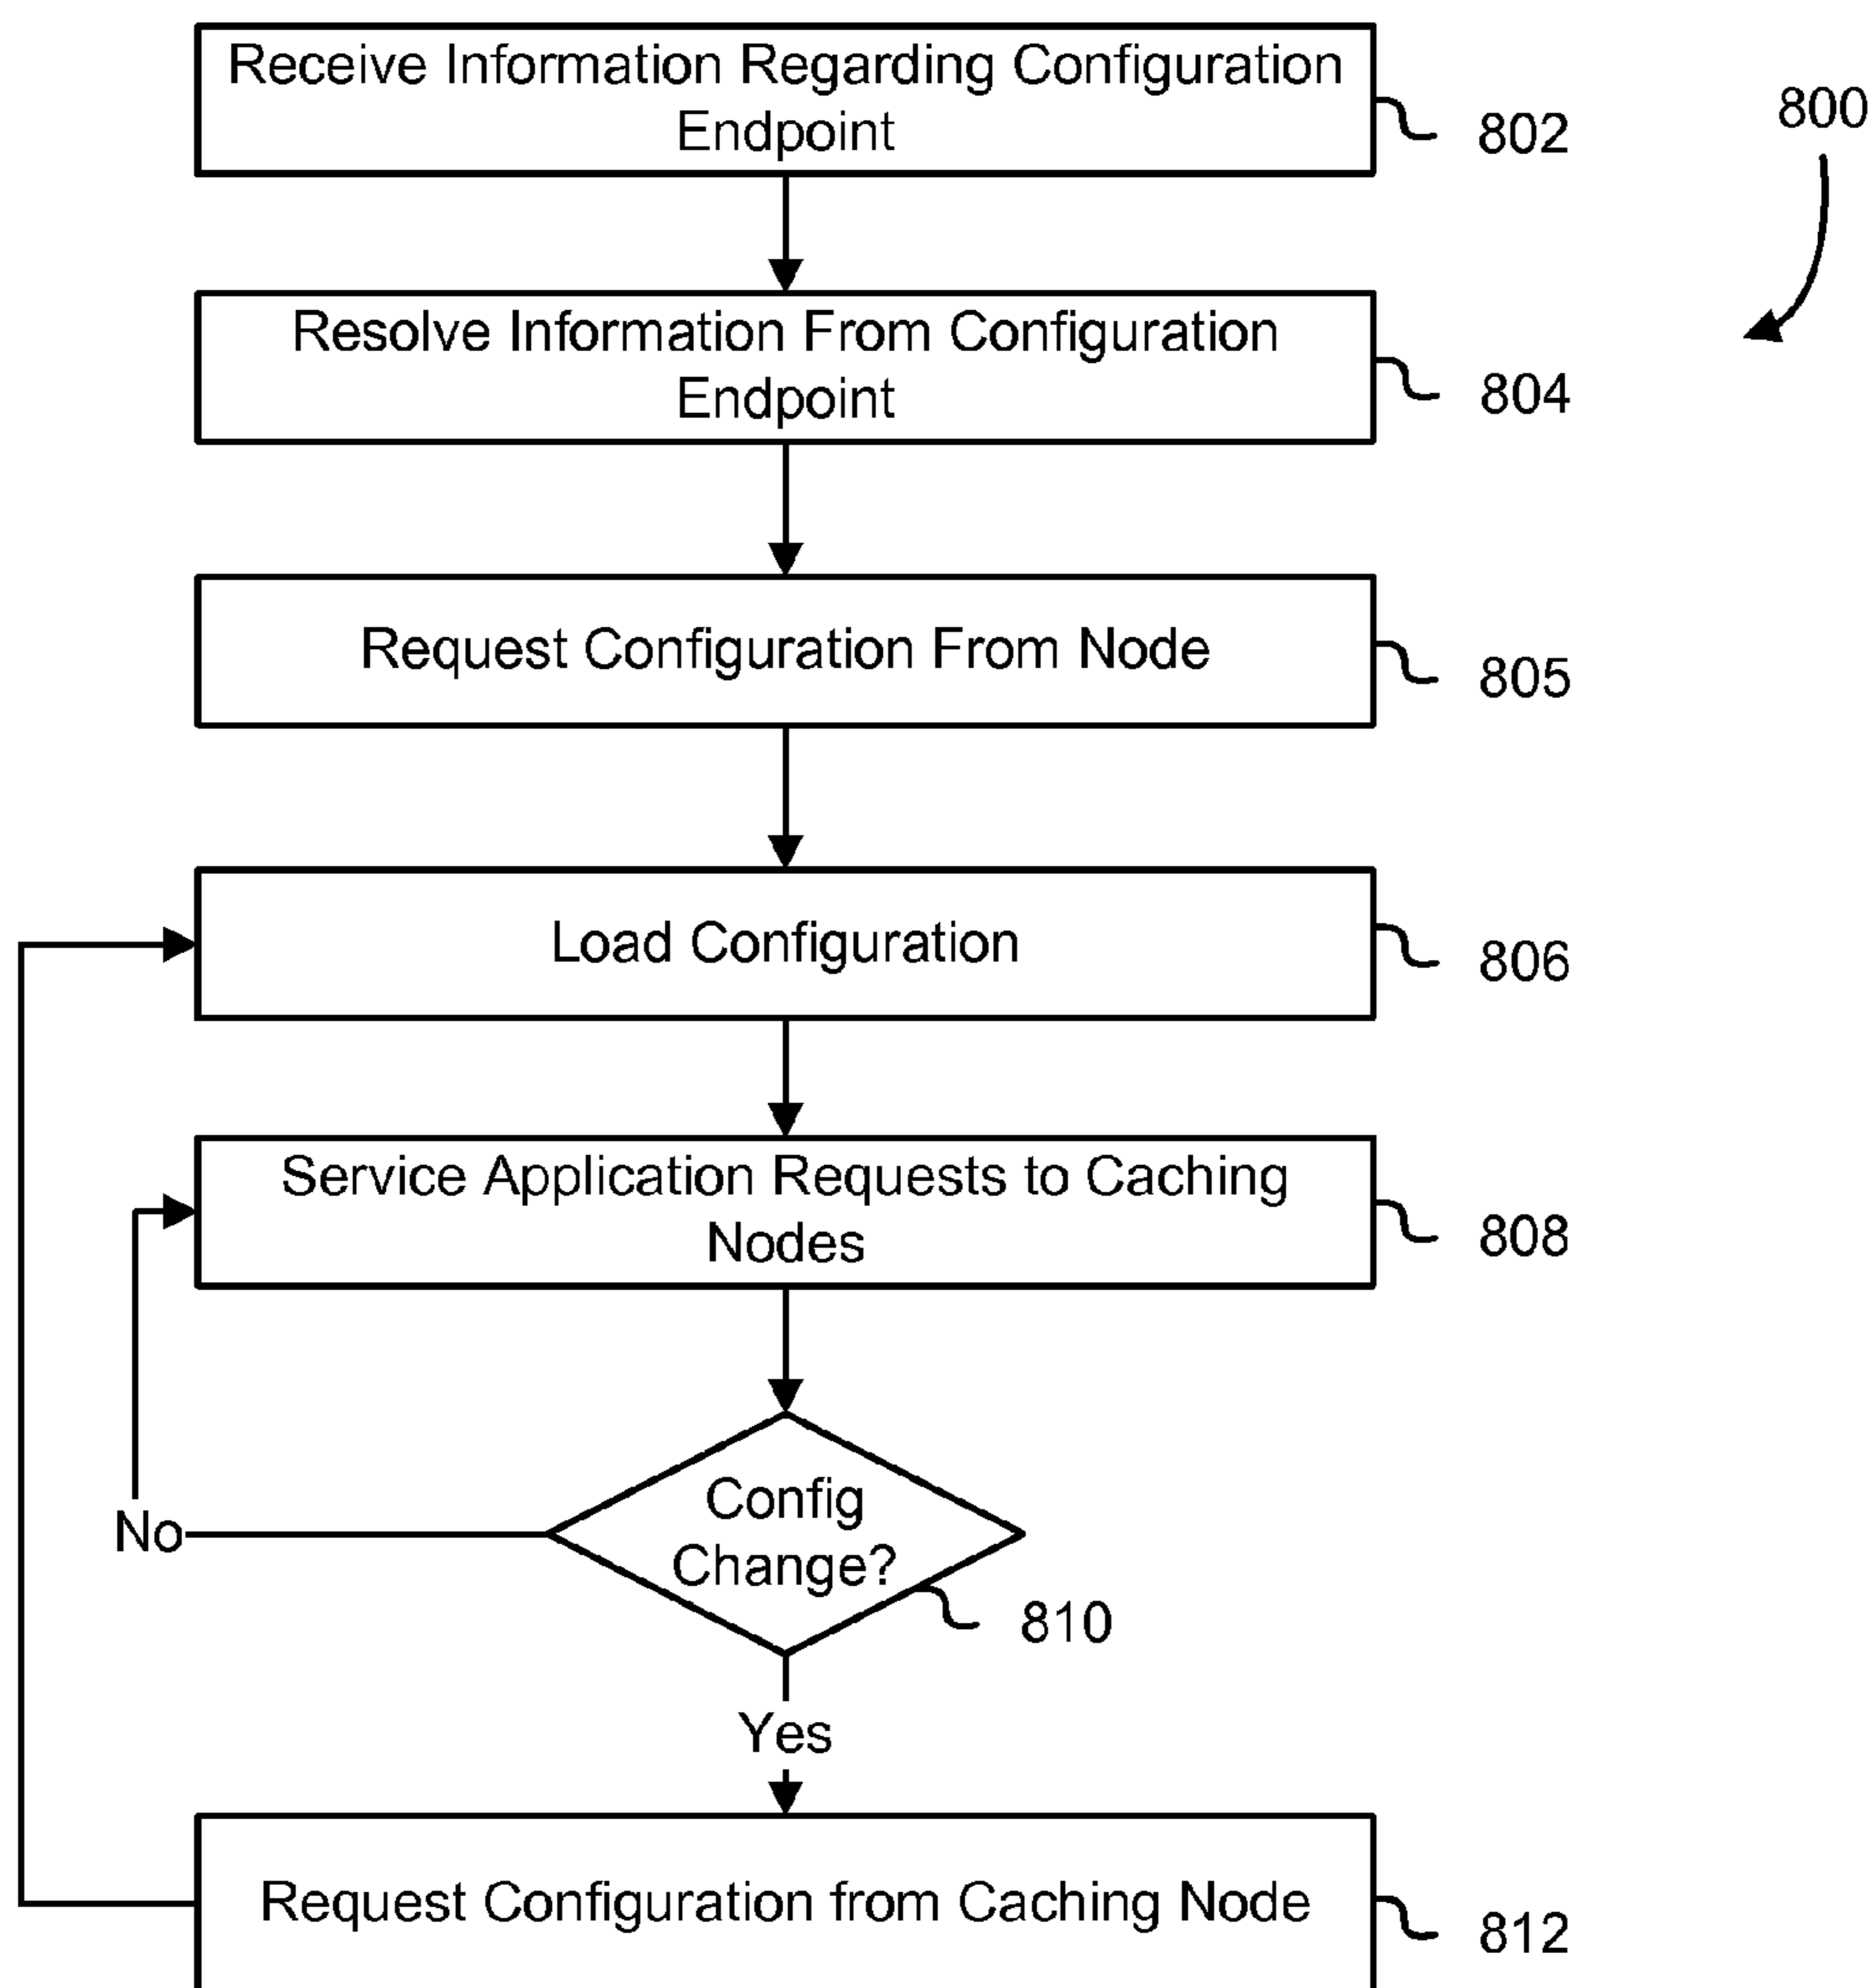 Receive Information Regarding Configuration
Endpoint
802
800
Resolve Information From Configuration
Endpoint
804
Request Configuration From Node
805
Load Configuration
806
Service Application Requests to Caching
Nodes
808
Config
Change?
No
810
Yes
Request Configuration from Caching Node
812